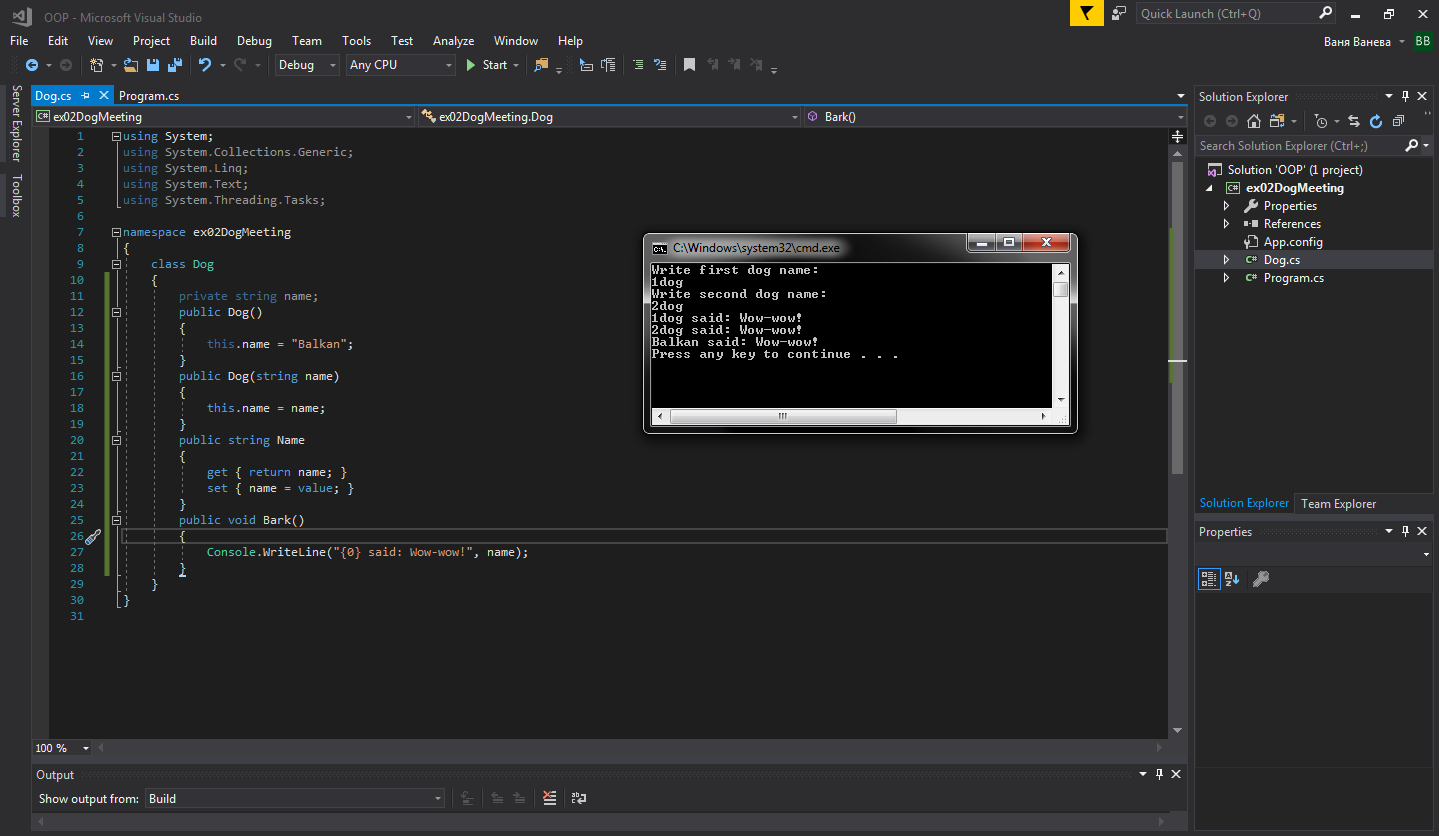 OOP - Microsoft Visual Studio
Quick Launch (Ctrl+Q)
File Edit View Project Build Debug Team Tools Test Analyze Window Help
Ваня Ванева BB
Debug Any CPU Start
Server Explorer
Toolbox
Dog.cs Program.cs
ex02DogMeeting ex02DogMeeting.Dog Bark()
1 using System;
2 using System.Collections.Generic;
3 using System.Linq;
4 using System.Text;
5 using System.Threading.Tasks;
6
7 namespace ex02DogMeeting
8 {
9 class Dog
10 {
11 private string name;
12 public Dog()
13 {
14 this.name = "Balkan";
15 }
16 public Dog(string name)
17 {
18 this.name = name;
19 }
20 public string Name
21 {
22 get { return name; }
23 set { name = value; }
24 }
25 public void Bark()
26 {
27 Console.WriteLine("{0} said: Wow-wow!", name);
28 }
29 }
30 }
31
C:\Windows\system32\cmd.exe
Write first dog name:
1dog
Write second dog name:
2dog
1dog said: Wow-wow!
2dog said: Wow-wow!
Balkan said: Wow-wow!
Press any key to continue . . .
Solution Explorer
Search Solution Explorer (Ctrl+;)
Solution 'OOP' (1 project)
C# ex02DogMeeting
Properties
References
App.config
C# Dog.cs
C# Program.cs
Solution Explorer Team Explorer
Properties
100 %
Output
Show output from: Build